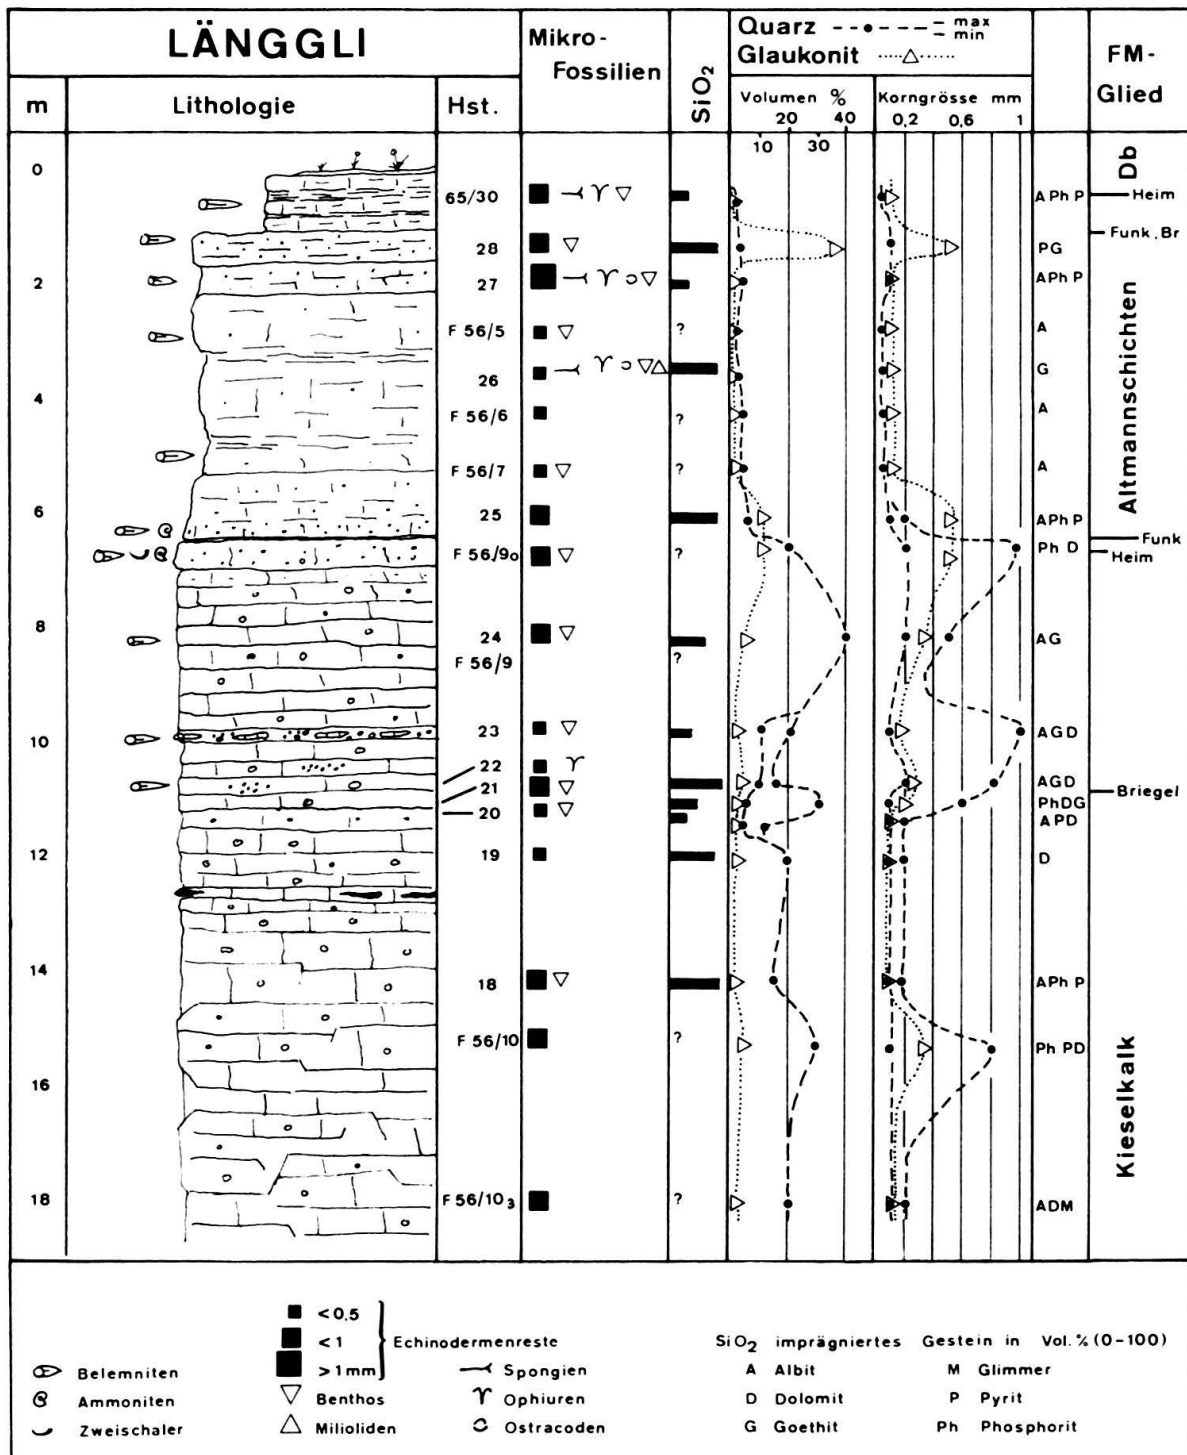 LÄNGGLI
Mikro-
Fossilien
SiO₂
Quarz max
min
Glaukonit
FM-
Glied
m
Lithologie
Hst.
Volumen %
20 40
10 30
Korngrösse mm
0,2 0,6 1
0
65/30
A Ph P
Heim
Db
28
PG
Funk, Br
2
27
APh P
F 56/5
?
A
26
G
4
F 56/6
?
A
F 56/7
?
A
Altmannschichten
6
25
APh P
Funk
F 56/9o
?
Ph D
Heim
8
24
AG
F 56/9
?
10
23
AGD
22
21
AGD
Briegel
PhDG
20
A PD
12
19
D
14
18
APh P
F 56/10
?
Ph PD
Kieselkalk
16
18
F 56/10 3
?
ADM
<0,5
<1
>1mm
Echinodermenreste
SiO₂ imprägniertes Gestein in Vol.% (0-100)
Belemniten
Spongien
A Albit
M Glimmer
Ammoniten
Benthos
Ophiuren
D Dolomit
P Pyrit
Zweischaler
Milioliden
Ostracoden
G Goethit
Ph Phosphorit